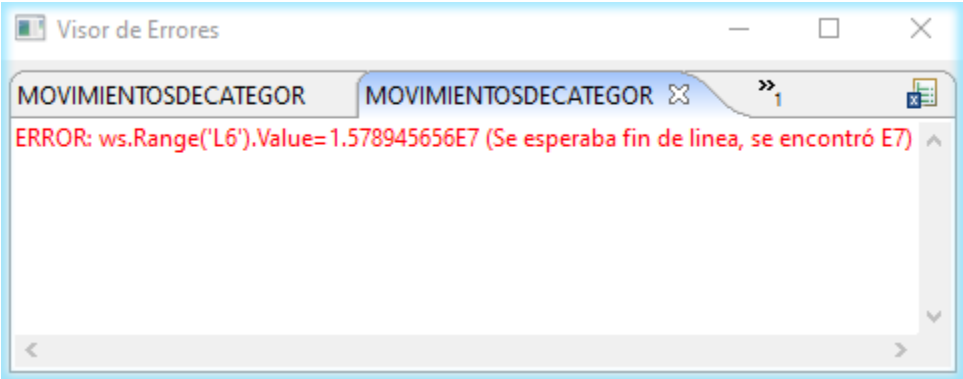 Visor de Errores
MOVIMIENTOSDECATEGOR MOVIMIENTOSDECATEGOR »1
ERROR: ws.Range('L6').Value=1.578945656E7 (Se esperaba fin de linea, se encontró E7)